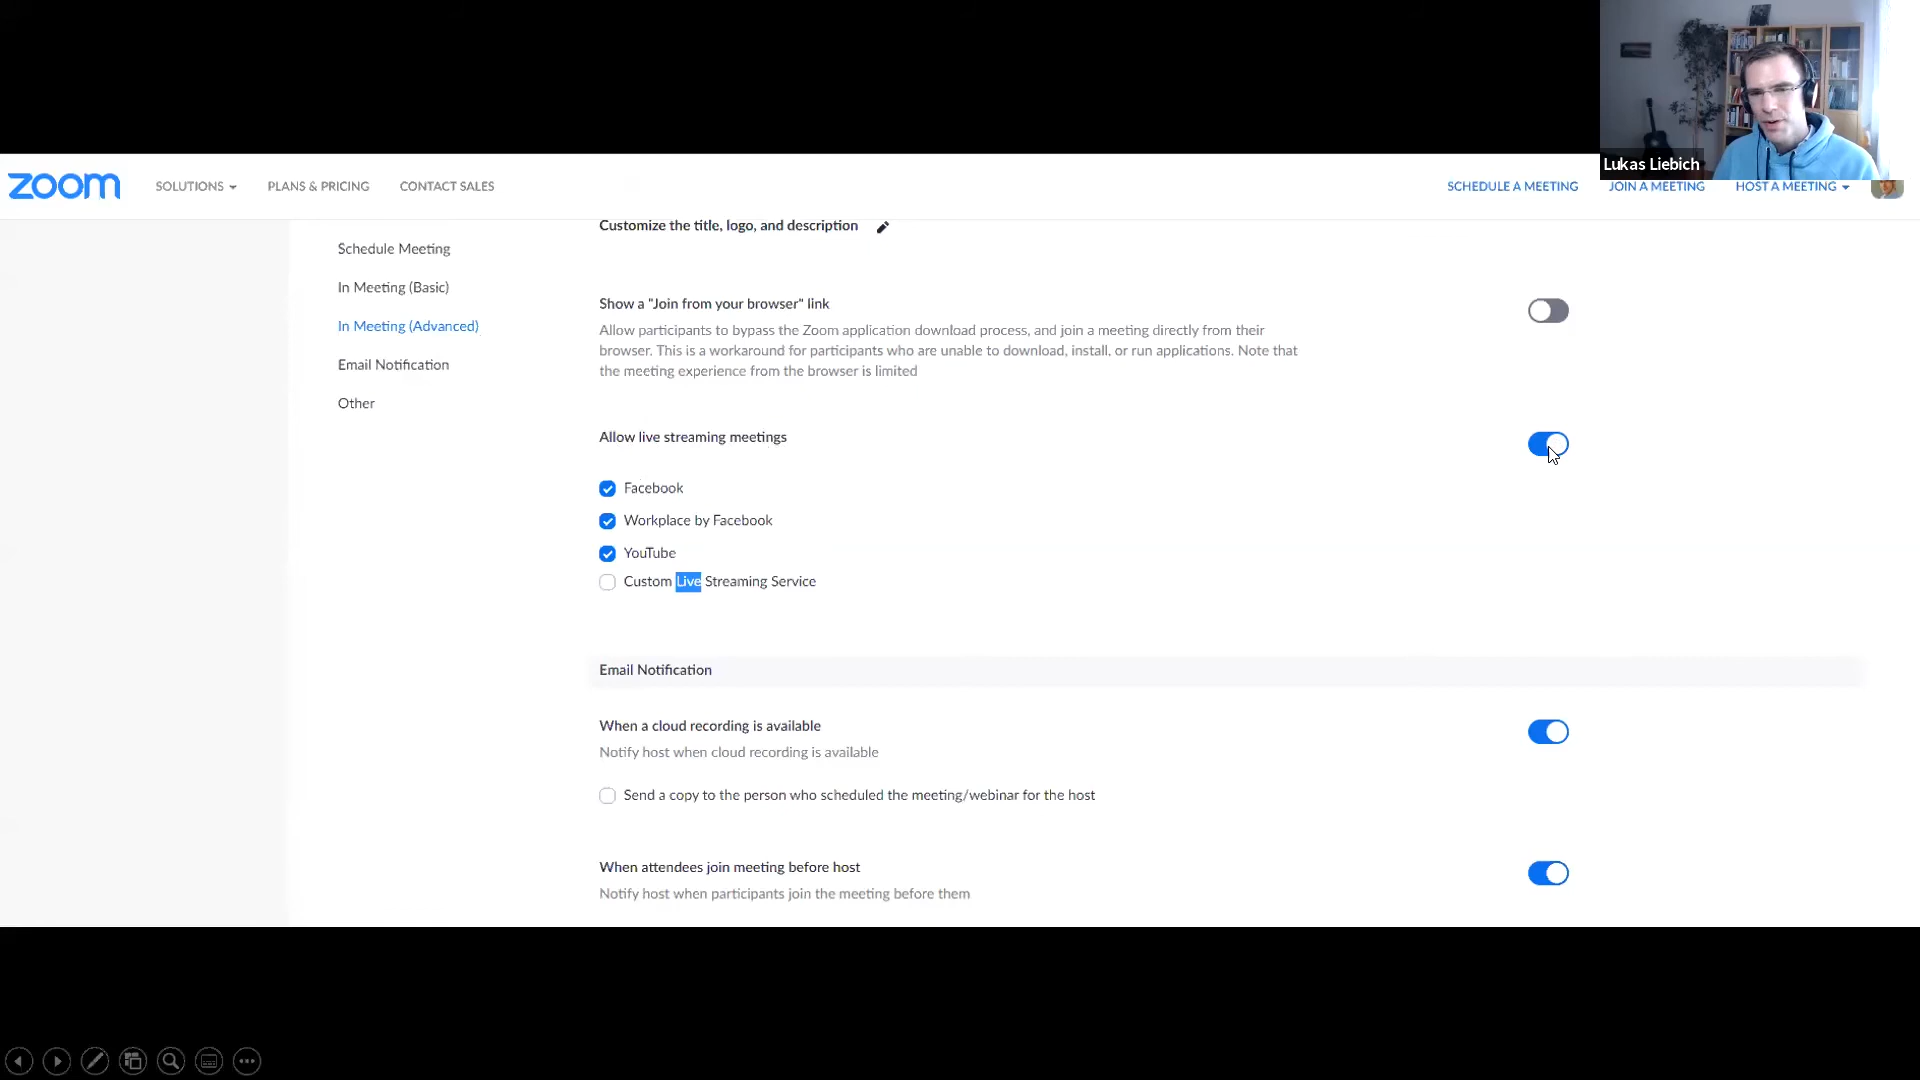 Lukas Liebich
zoom
SOLUTIONS
PLANS & PRICING
CONTACT SALES
SCHEDULE A MEETING
JOIN A MEETING
HOST A MEETING
Schedule Meeting
In Meeting (Basic)
In Meeting (Advanced)
Email Notification
Other
Customize the title, logo, and description
Show a "Join from your browser" link
Allow participants to bypass the Zoom application download process, and join a meeting directly from their
browser. This is a workaround for participants who are unable to download, install, or run applications. Note that
the meeting experience from the browser is limited
Allow live streaming meetings
Facebook
Workplace by Facebook
YouTube
Custom Live Streaming Service
Email Notification
When a cloud recording is available
Notify host when cloud recording is available
Send a copy to the person who scheduled the meeting/webinar for the host
When attendees join meeting before host
Notify host when participants join the meeting before them